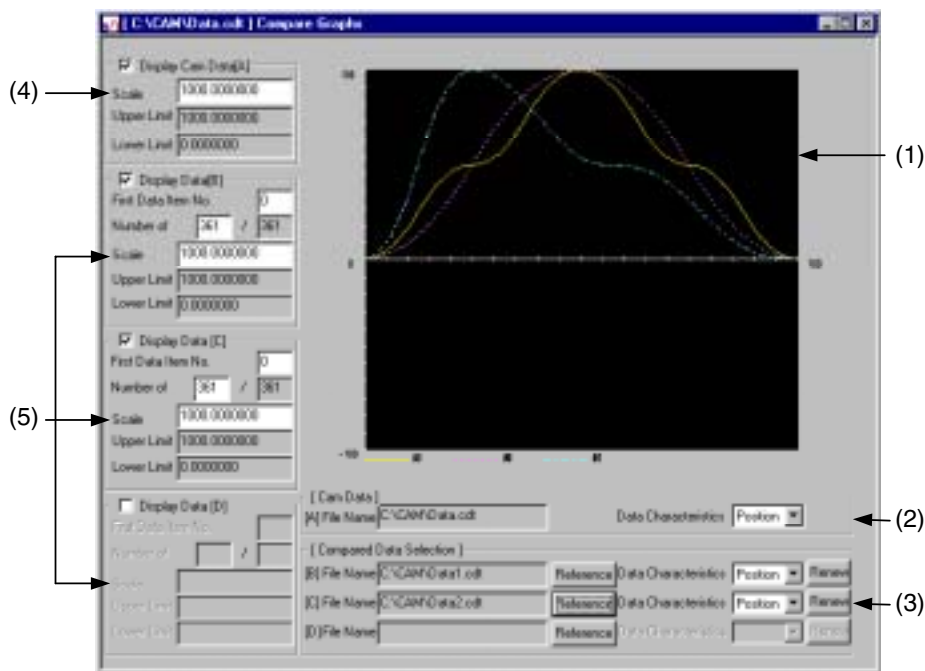 [ C:\CAM\Data.cdt ] Compare Graphs
Display Cam Data[A]
(4)
Scale 1000.0000000
Upper Limit 1000.0000000
Lower Limit 0.0000000
(1)
Display Data[B]
First Data Item No. 0
Number of 361 / 361
Scale 1000.0000000
Upper Limit 1000.0000000
Lower Limit 0.0000000
0
Display Data [C]
First Data Item No. 0
Number of 361 / 361
(5)
Scale 1000.0000000
Upper Limit 1000.0000000
Lower Limit 0.0000000
Display Data [D]
First Data Item No.
Number of /
Scale
Upper Limit
Lower Limit
[ Cam Data ]
[A] File Name C:\CAM\Data.cdt Data Characteristics Position
(2)
[ Compared Data Selection ]
[B] File Name C:\CAM\Data1.cdt Reference Data Characteristics Position Remove
[C] File Name C:\CAM\Data2.cdt Reference Data Characteristics Position Remove
(3)
[D] File Name Reference Data Characteristics Remove